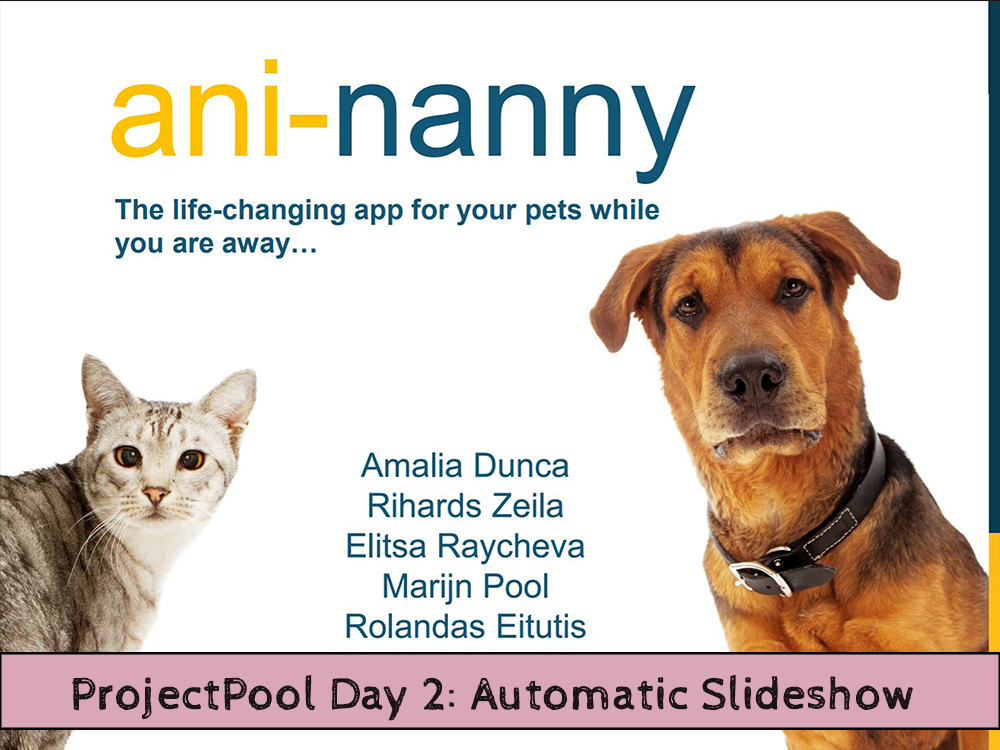 ani-nanny
The life-changing app for your pets while
you are away…
Amalia Dunca
Rihards Zeila
Elitsa Raycheva
Marijn Pool
Rolandas Eitutis
ProjectPool Day 2: Automatic Slideshow